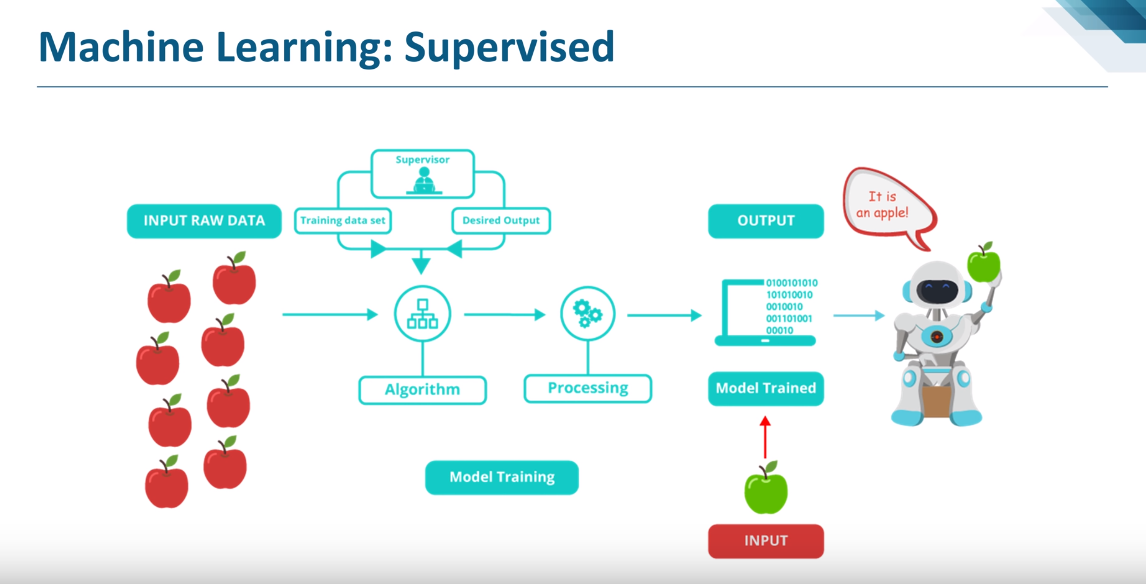 Machine Learning: Supervised
Supervisor
INPUT RAW DATA
Training data set
Desired Output
OUTPUT
It is
an apple!
0100101010
101010010
0010010
001101001
00010
Algorithm
Processing
Model Trained
Model Training
INPUT